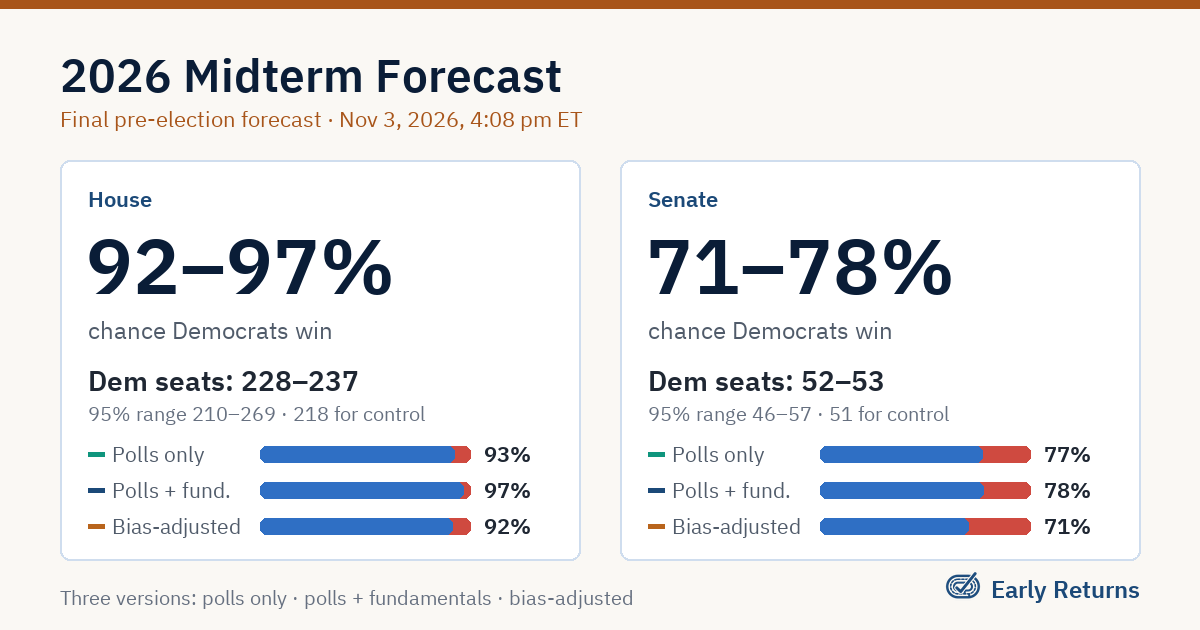 2026 Midterm Forecast
Final pre-election forecast · Nov 3, 2026, 4:08 pm ET
House
92–97%
chance Democrats win
Dem seats: 228–237
95% range 210–269 · 218 for control
Polls only 93%
Polls + fund. 97%
Bias-adjusted 92%
Senate
71–78%
chance Democrats win
Dem seats: 52–53
95% range 46–57 · 51 for control
Polls only 77%
Polls + fund. 78%
Bias-adjusted 71%
Three versions: polls only · polls + fundamentals · bias-adjusted
Early Returns